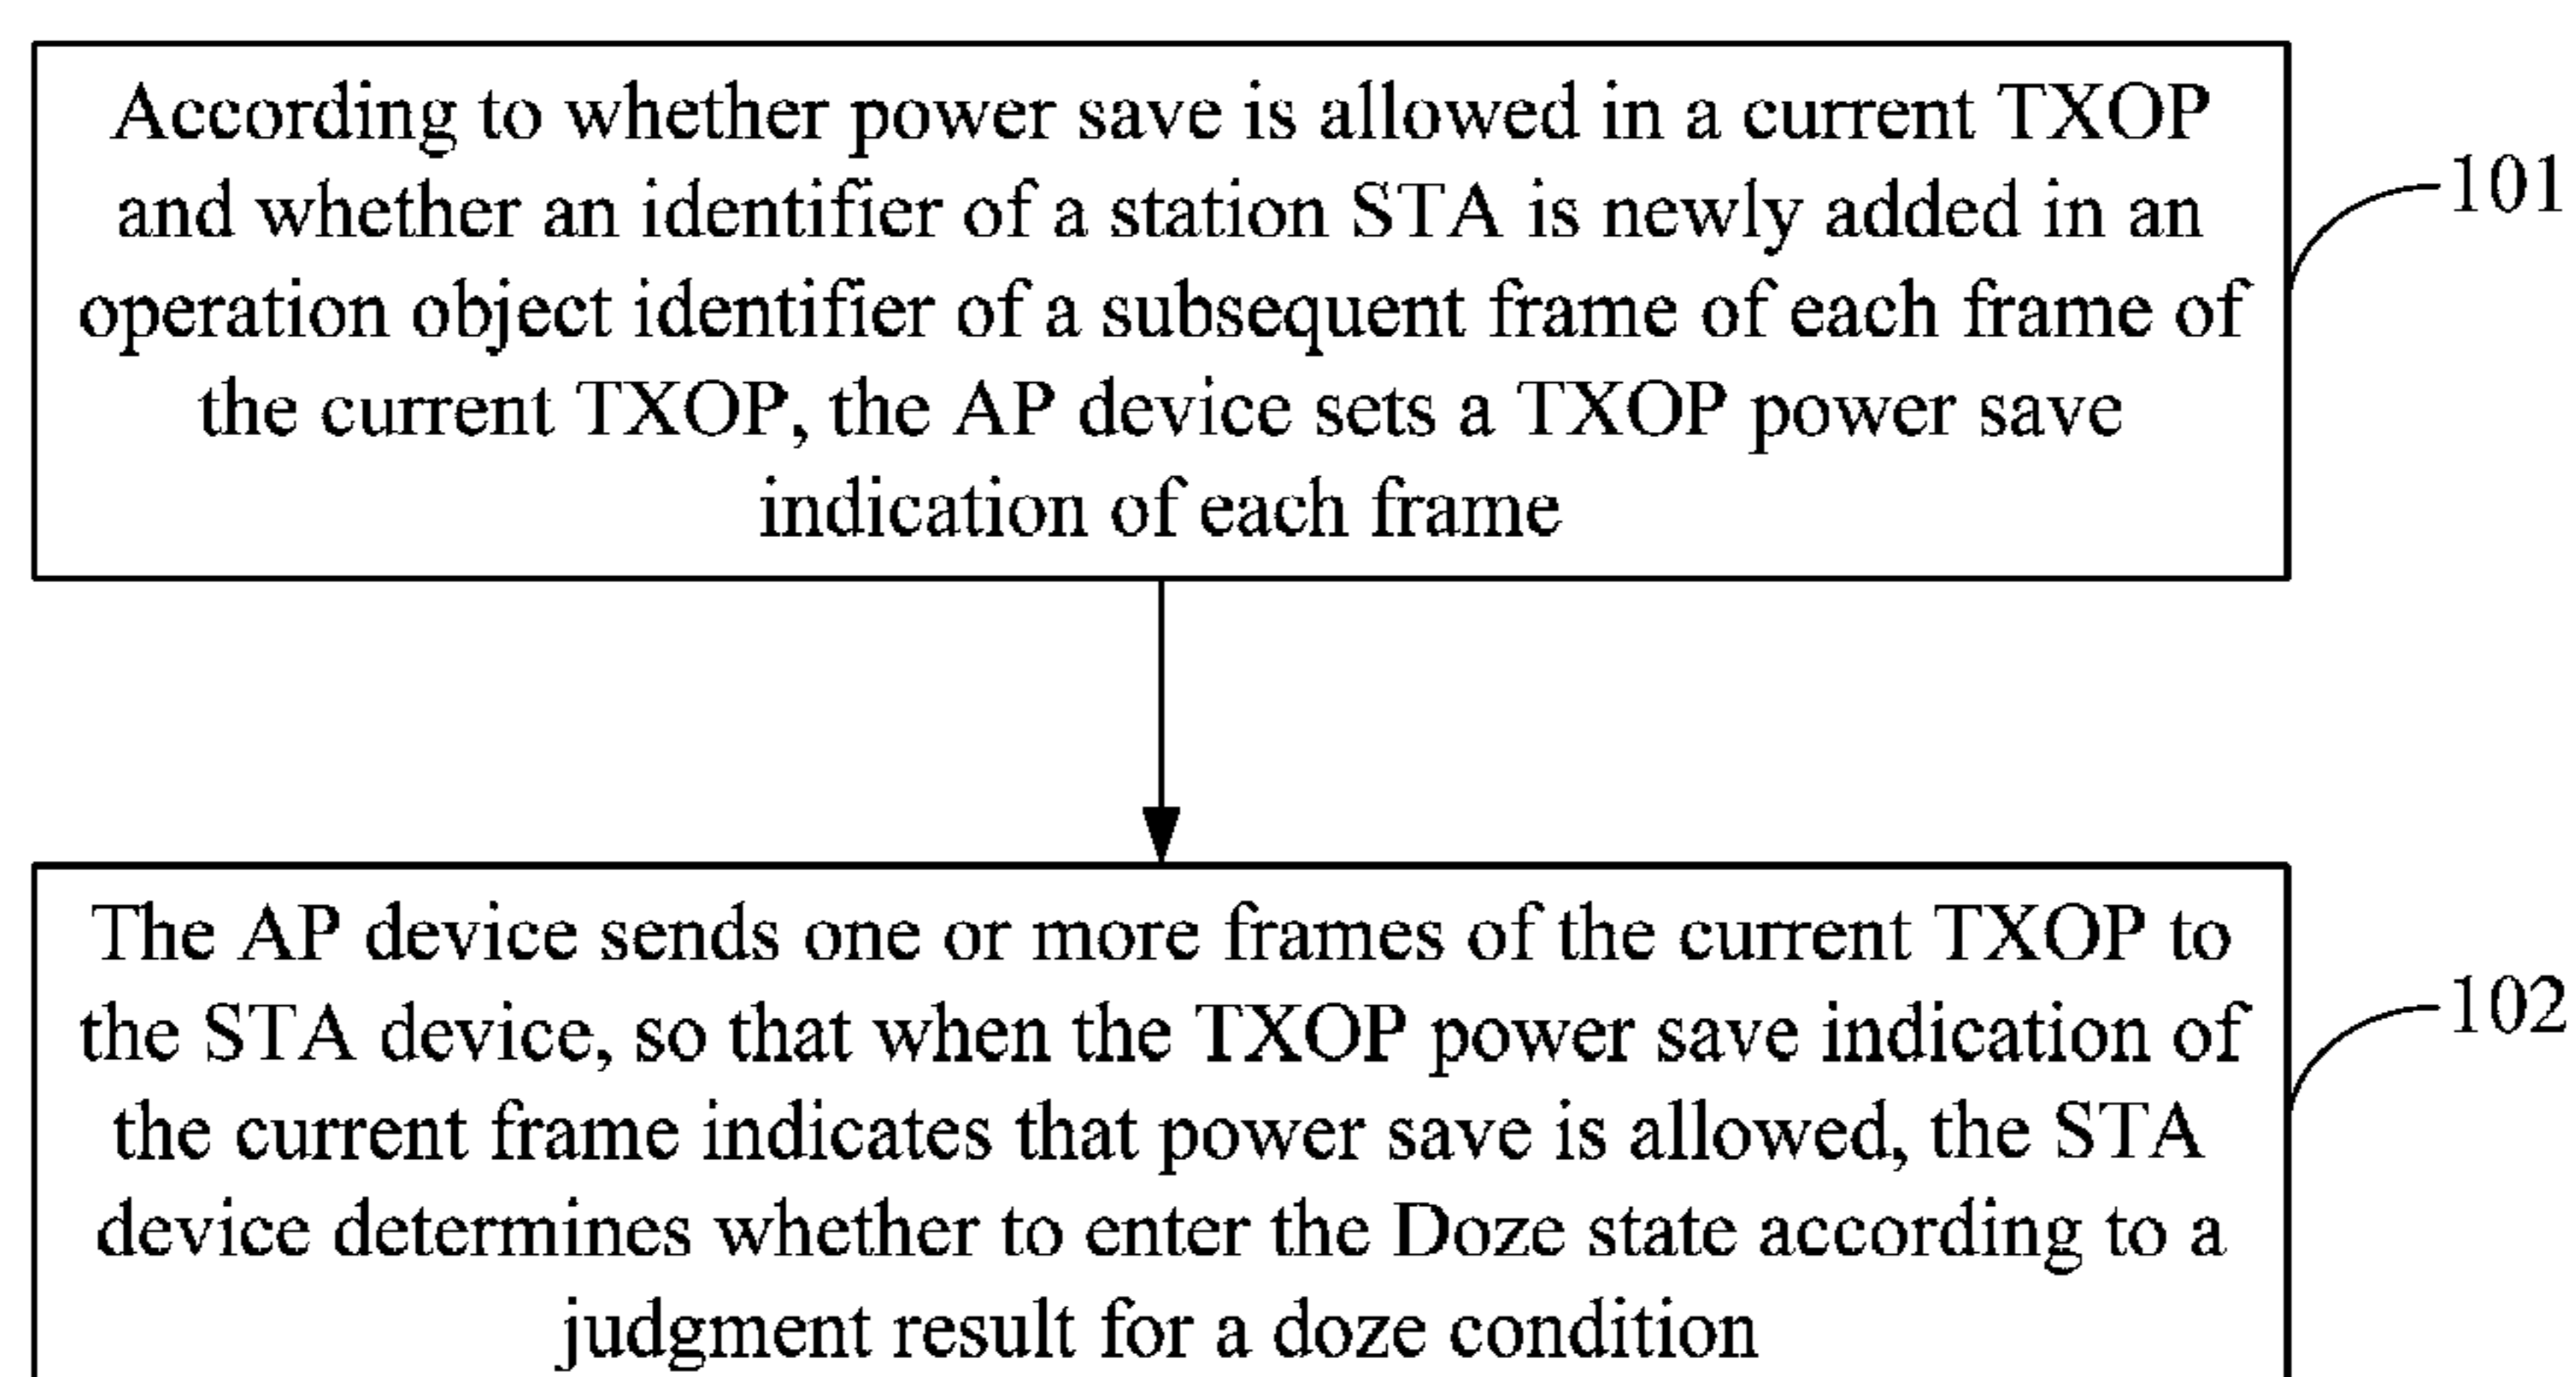 According to whether power save is allowed in a current TXOP
and whether an identifier of a station STA is newly added in an
operation object identifier of a subsequent frame of each frame of
the current TXOP, the AP device sets a TXOP power save
indication of each frame
101
The AP device sends one or more frames of the current TXOP to
the STA device, so that when the TXOP power save indication of
the current frame indicates that power save is allowed, the STA
device determines whether to enter the Doze state according to a
judgment result for a doze condition
102